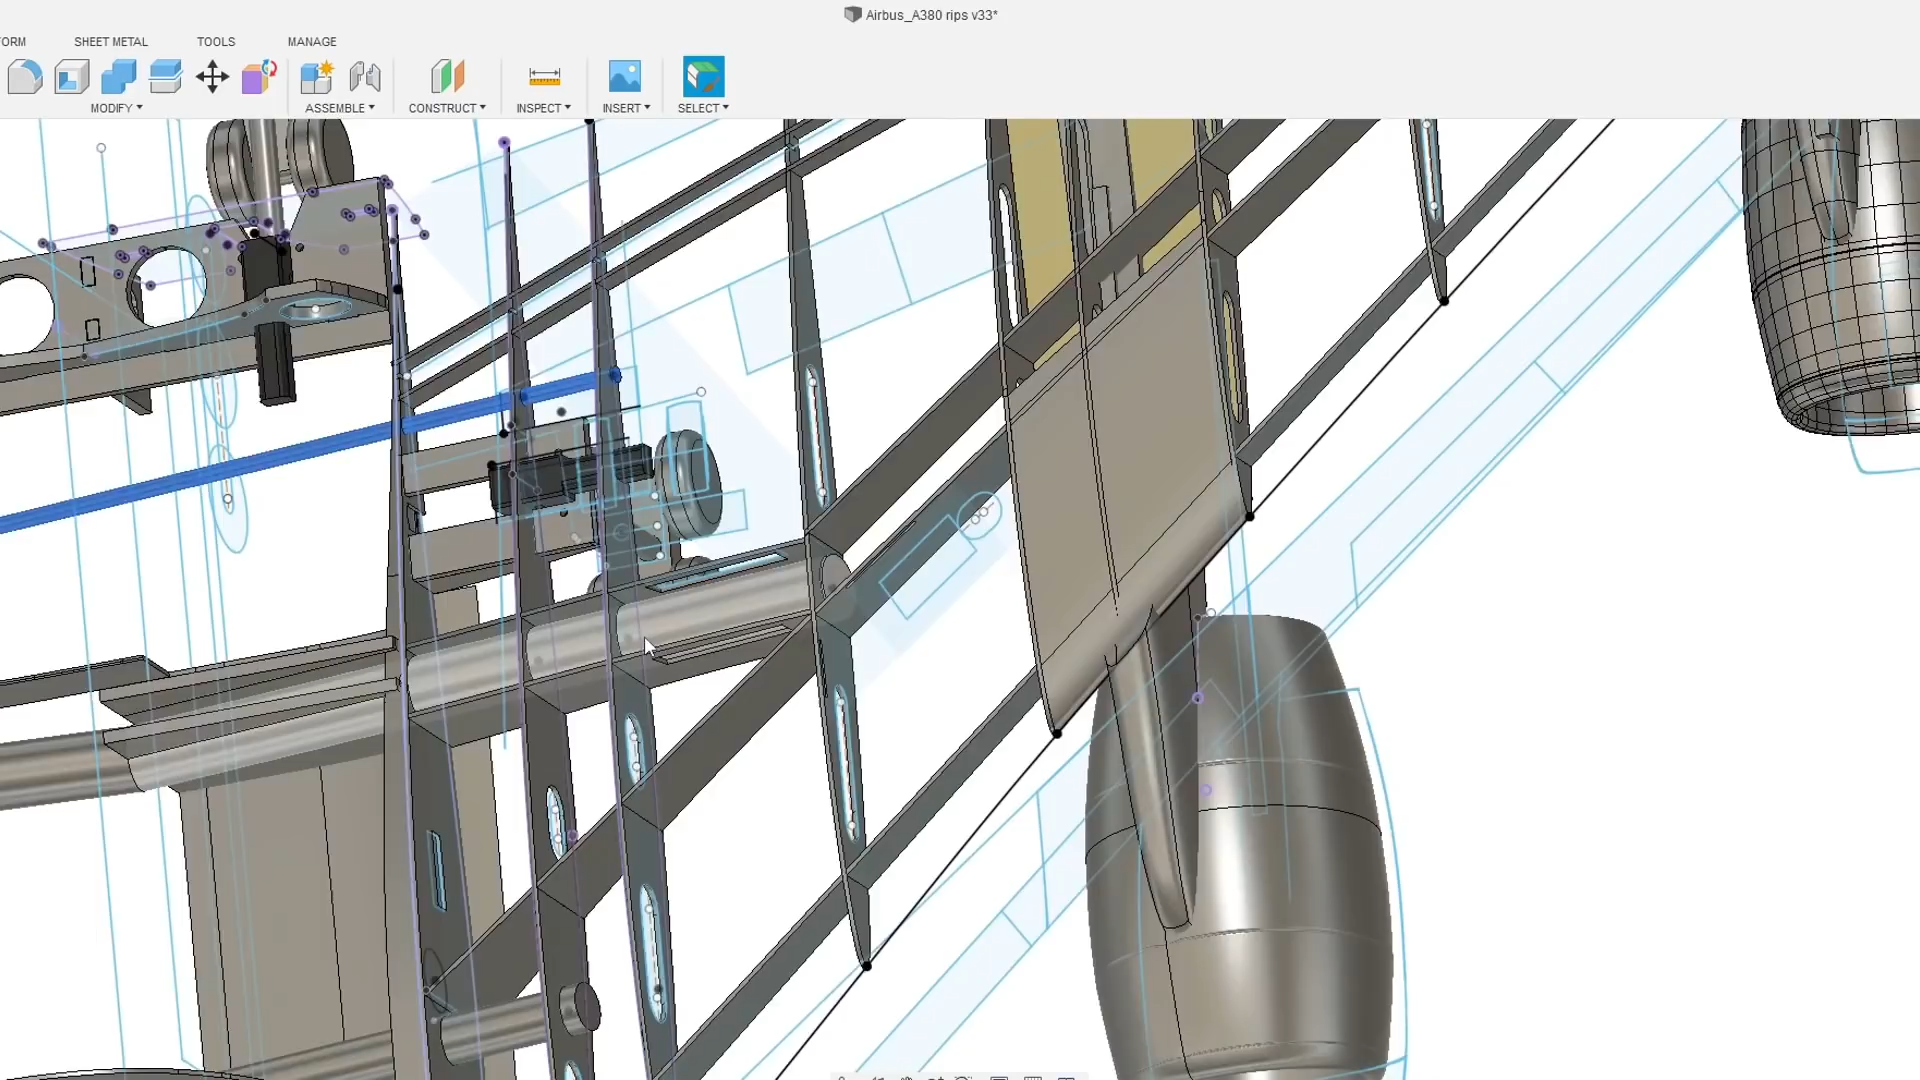 Airbus_A380 rips v33*
ORM SHEET METAL TOOLS MANAGE
MODIFY ASSEMBLE CONSTRUCT INSPECT INSERT SELECT